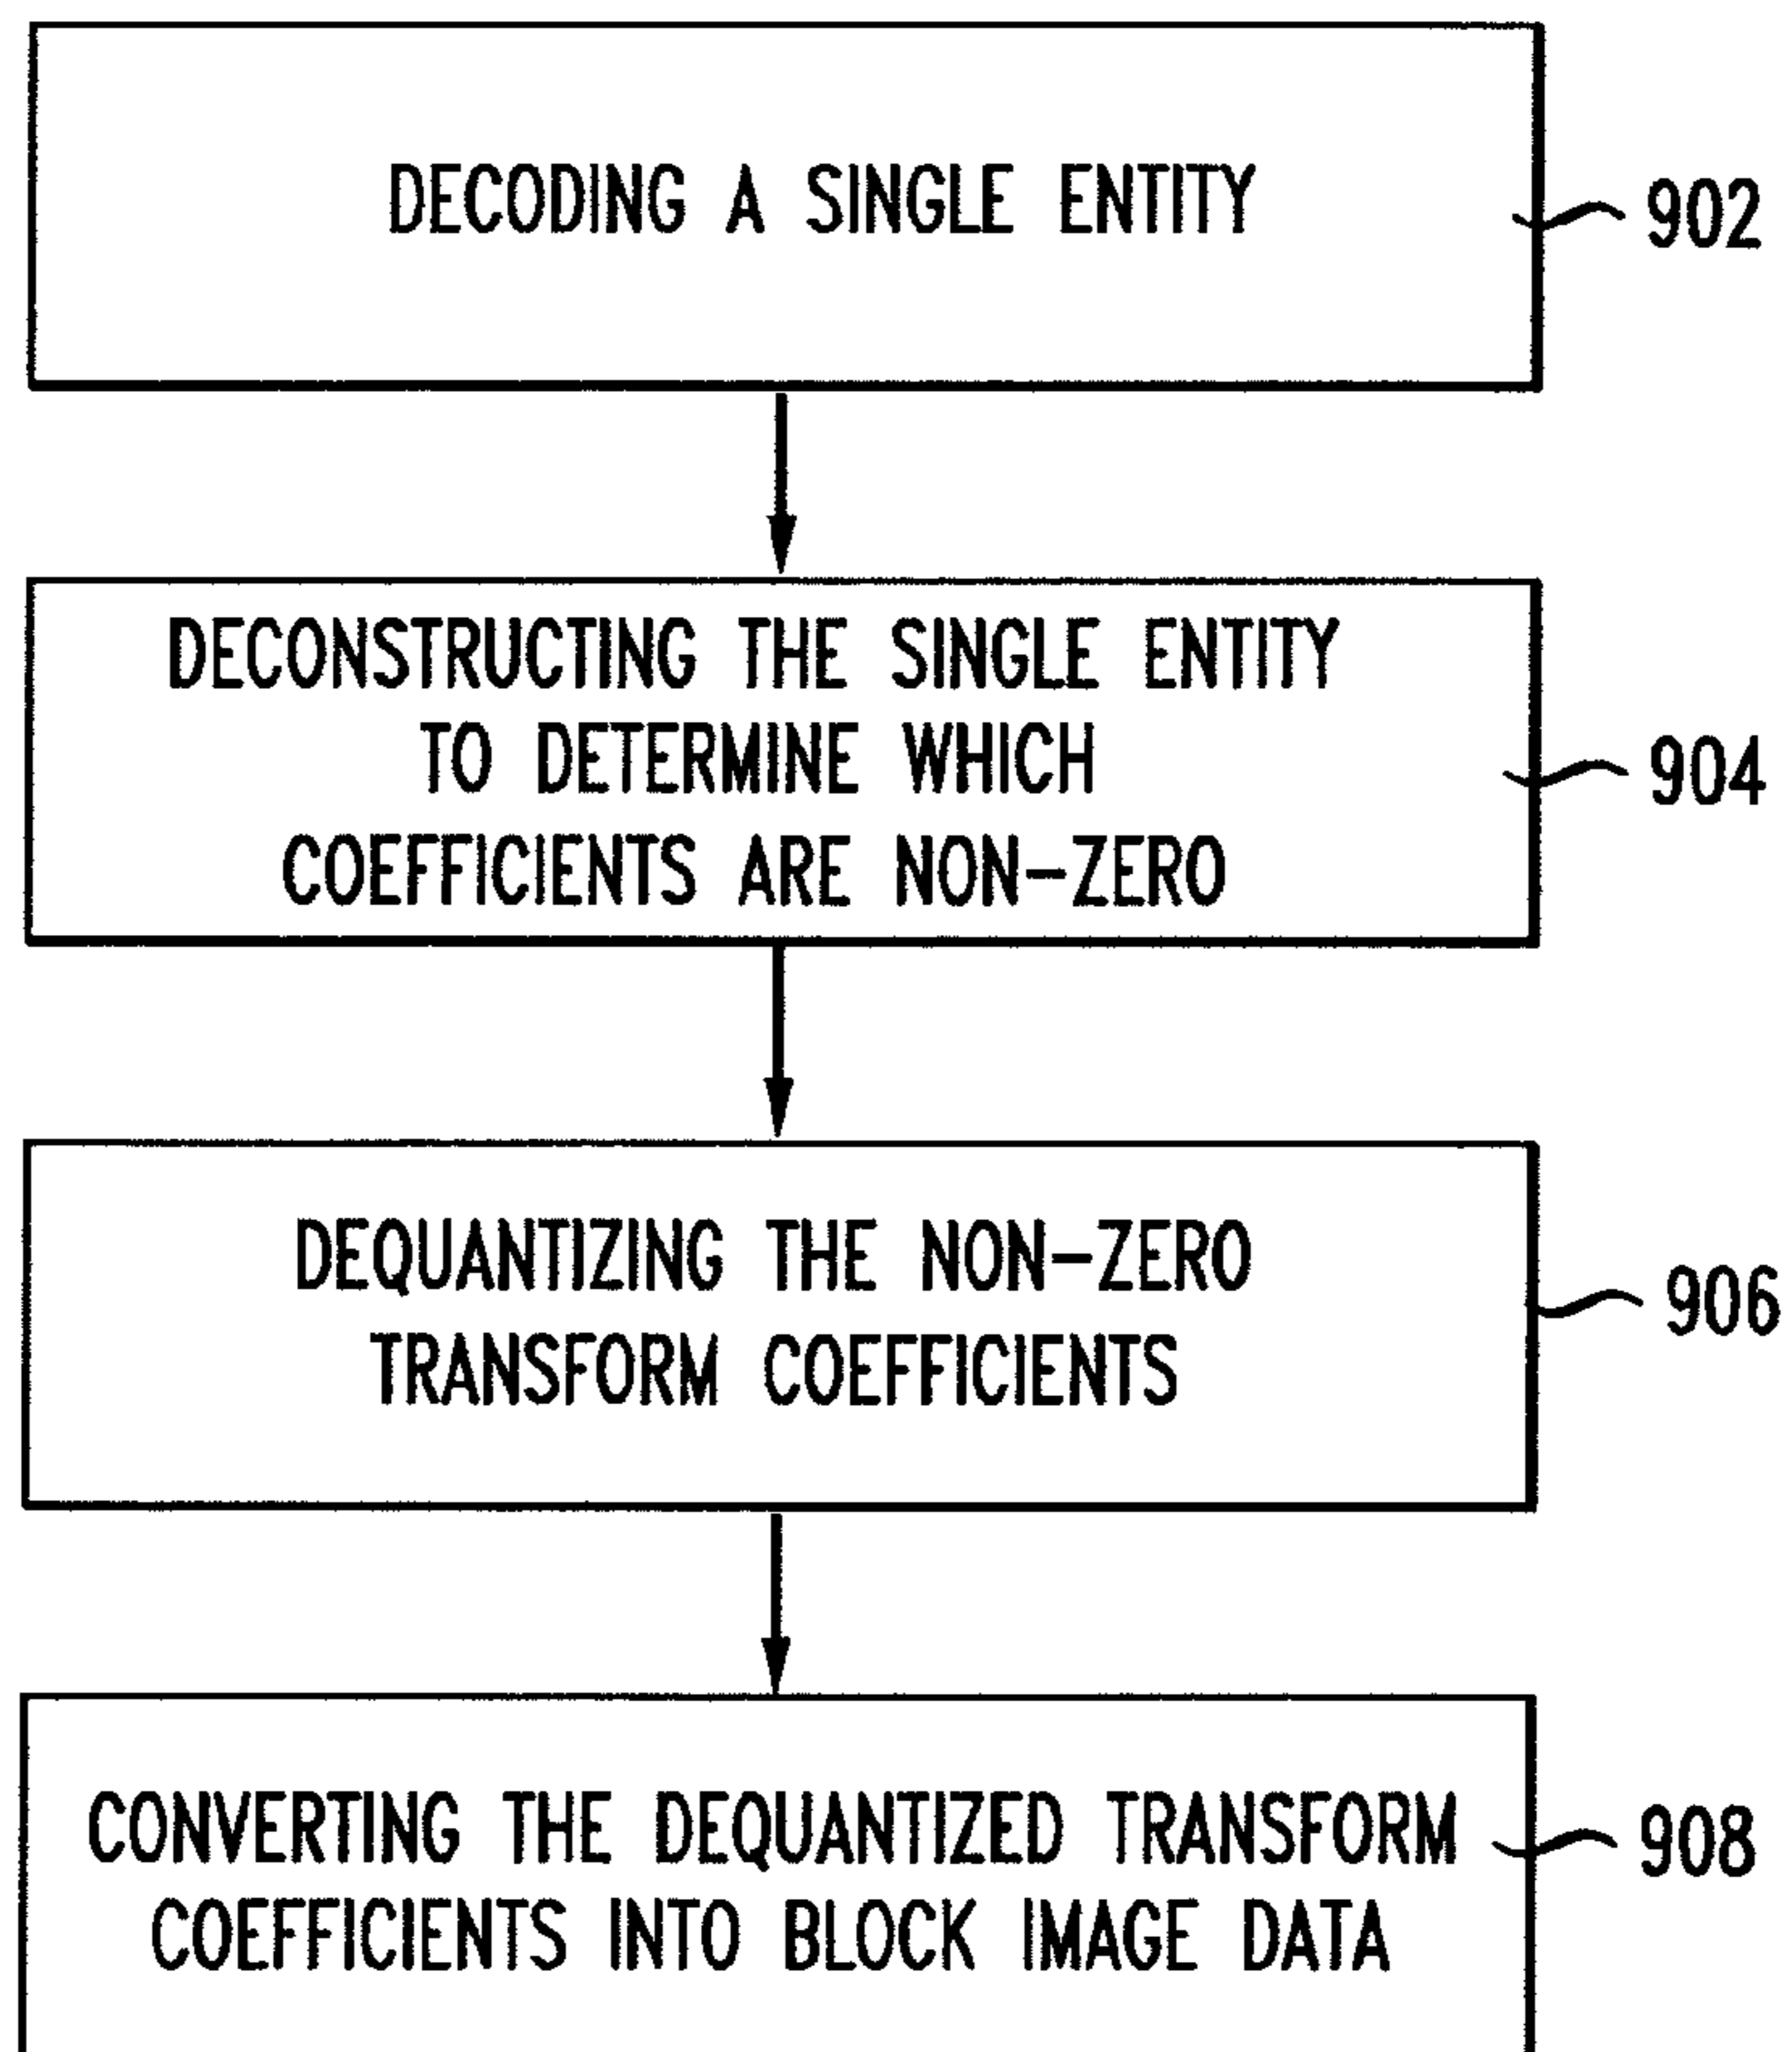 DECODING A SINGLE ENTITY
902
DECONSTRUCTING THE SINGLE ENTITY
TO DETERMINE WHICH
COEFFICIENTS ARE NON-ZERO
904
DEQUANTIZING THE NON-ZERO
TRANSFORM COEFFICIENTS
906
CONVERTING THE DEQUANTIZED TRANSFORM
COEFFICIENTS INTO BLOCK IMAGE DATA
908